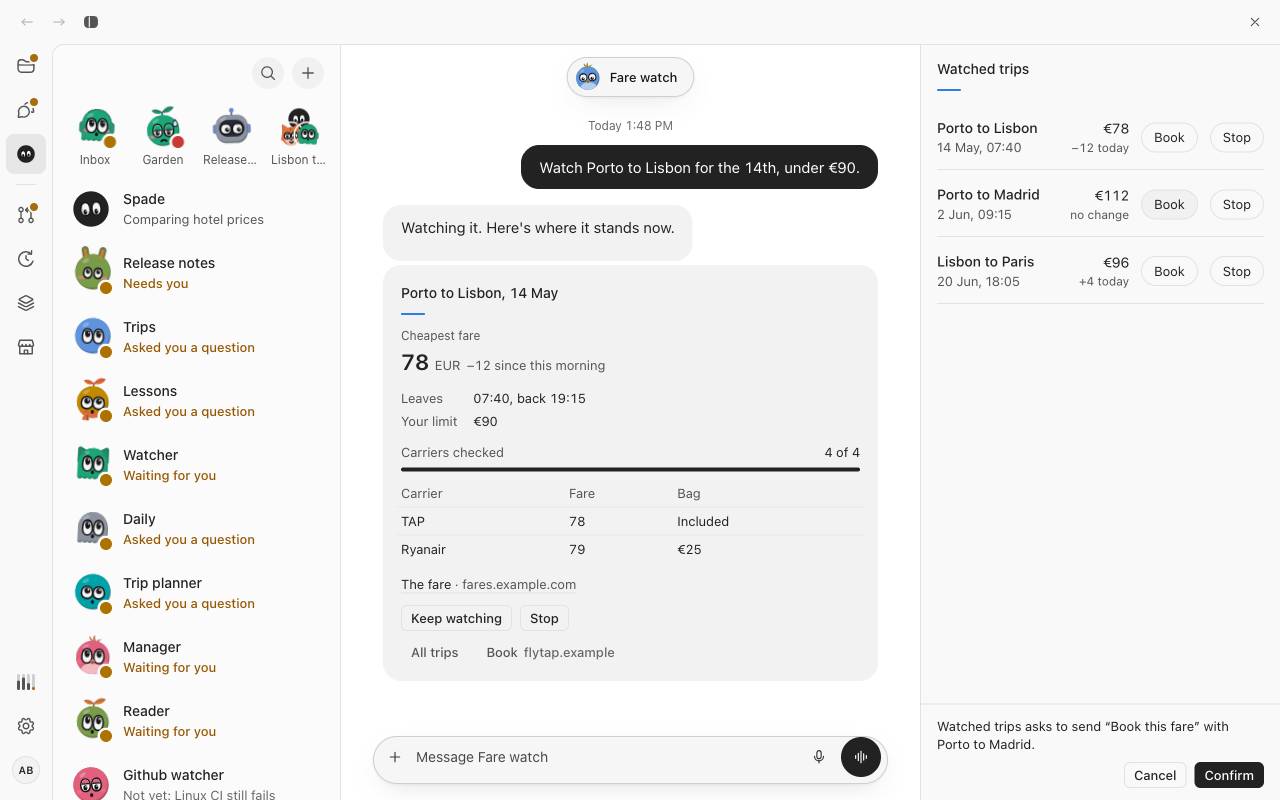 Inbox
Garden
Release...
Lisbon t...
Spade
Comparing hotel prices
Release notes
Needs you
Trips
Asked you a question
Lessons
Asked you a question
Watcher
Waiting for you
Daily
Asked you a question
Trip planner
Asked you a question
Manager
Waiting for you
Reader
Waiting for you
Github watcher
Not yet: Linux CI still fails
AB
Fare watch
Today 1:48 PM
Watch Porto to Lisbon for the 14th, under €90.
Watching it. Here's where it stands now.
Porto to Lisbon, 14 May
Cheapest fare
78 EUR −12 since this morning
Leaves 07:40, back 19:15
Your limit €90
Carriers checked 4 of 4
Carrier Fare Bag
TAP 78 Included
Ryanair 79 €25
The fare · fares.example.com
Keep watching Stop
All trips Book flytap.example
Message Fare watch
Watched trips
Porto to Lisbon €78 Book Stop
14 May, 07:40 −12 today
Porto to Madrid €112 Book Stop
2 Jun, 09:15 no change
Lisbon to Paris €96 Book Stop
20 Jun, 18:05 +4 today
Watched trips asks to send “Book this fare” with
Porto to Madrid.
Cancel Confirm